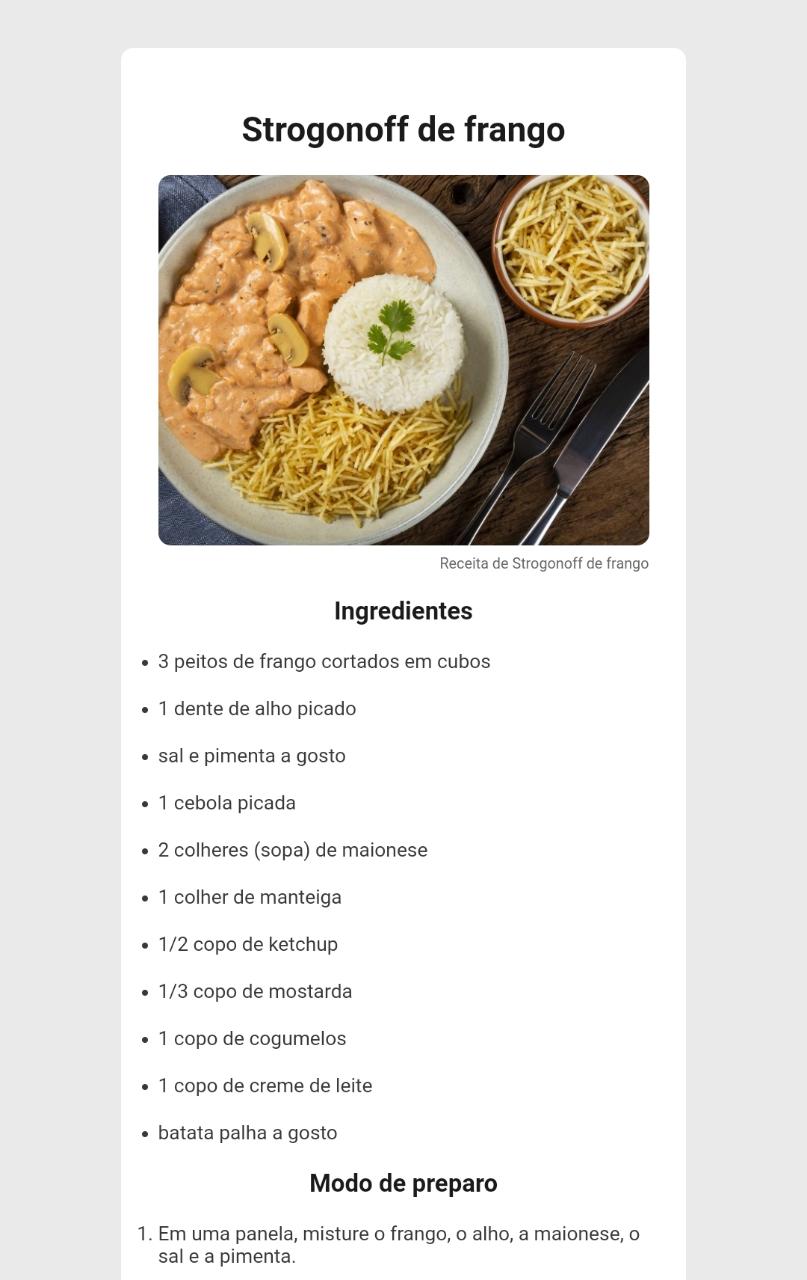 Strogonoff de frango
Receita de Strogonoff de frango
Ingredientes
• 3 peitos de frango cortados em cubos
• 1 dente de alho picado
• sal e pimenta a gosto
• 1 cebola picada
• 2 colheres (sopa) de maionese
• 1 colher de manteiga
• 1/2 copo de ketchup
• 1/3 copo de mostarda
• 1 copo de cogumelos
• 1 copo de creme de leite
• batata palha a gosto
Modo de preparo
1. Em uma panela, misture o frango, o alho, a maionese, o
sal e a pimenta.